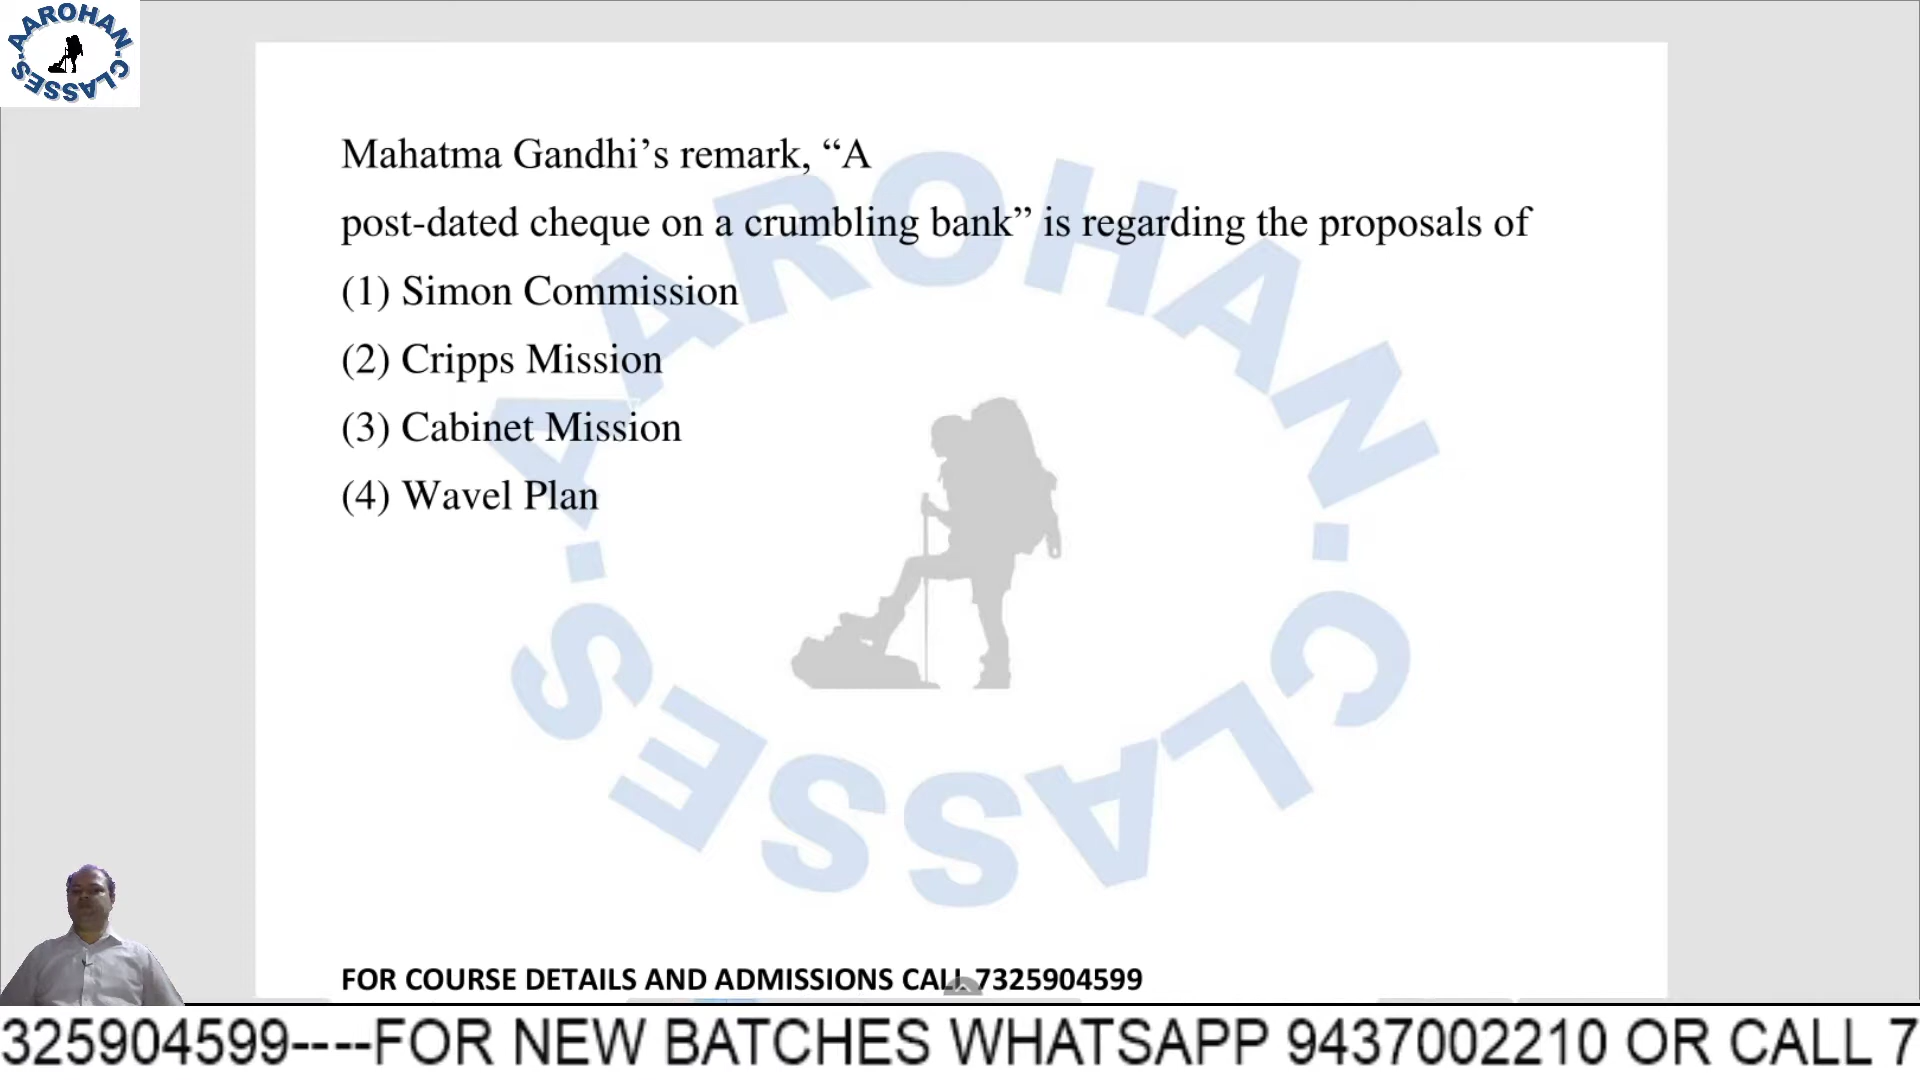 AAROHAN.CLASSES.
Mahatma Gandhi’s remark, “A
post-dated cheque on a crumbling bank” is regarding the proposals of
(1) Simon Commission
(2) Cripps Mission
(3) Cabinet Mission
(4) Wavel Plan
AAROHAN.CLASSES.
FOR COURSE DETAILS AND ADMISSIONS CALL 7325904599
325904599----FOR NEW BATCHES WHATSAPP 9437002210 OR CALL 7